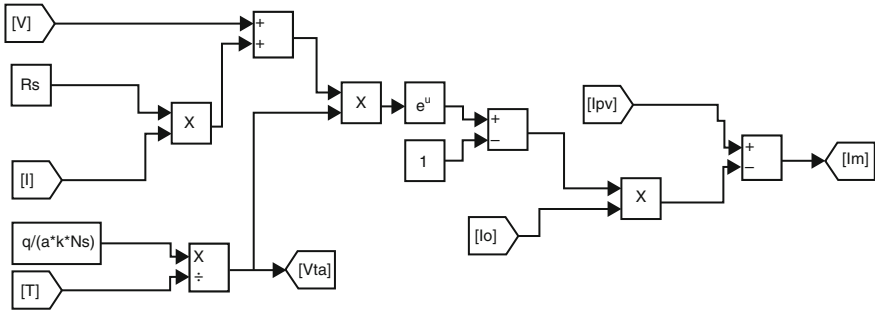 [V]
+
+
Rs
X
[I]
X
e^u
1
+
−
[Ipv]
+
−
[Im]
X
[Io]
q/(a*k*Ns)
X
÷
[T]
[Vta]